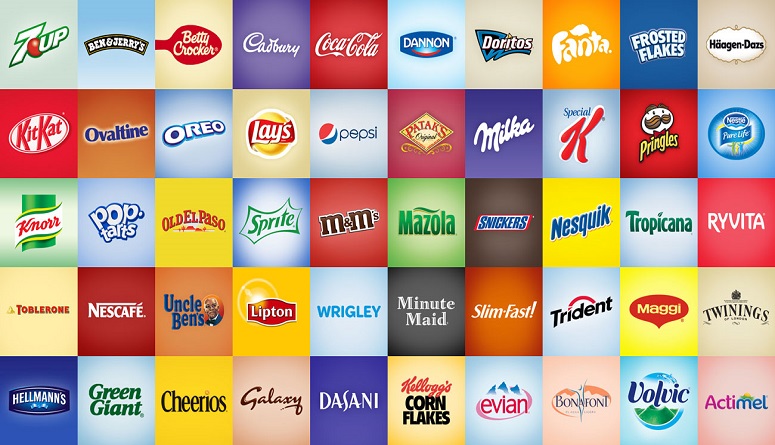 7UP
BEN & JERRY'S
Betty
Crocker®
Cadbury
Coca-Cola
DANNON®
Doritos
Fanta
FROSTED
FLAKES
Häagen-Dazs
KitKat
Ovaltine
OREO
Lay's
pepsi
PATAK'S
Original
Milka
Special
K
Pringles
Nestlé
Pure Life
Knorr
POP•
tarts
OLD EL PASO
Sprite
m&m's
Mazola
SNICKERS
Nesquik
Tropicana
RYVITA
TOBLERONE
NESCAFÉ
Uncle
Ben's
Lipton
WRIGLEY
Minute
Maid
Slim-Fast!
Trident
Maggi
TWININGS
OF LONDON
HELLMANN'S
Green
Giant
Cheerios
Galaxy
DASANI
Kellogg's
CORN
FLAKES
evian
BONAFONT
Volvic
Actimel